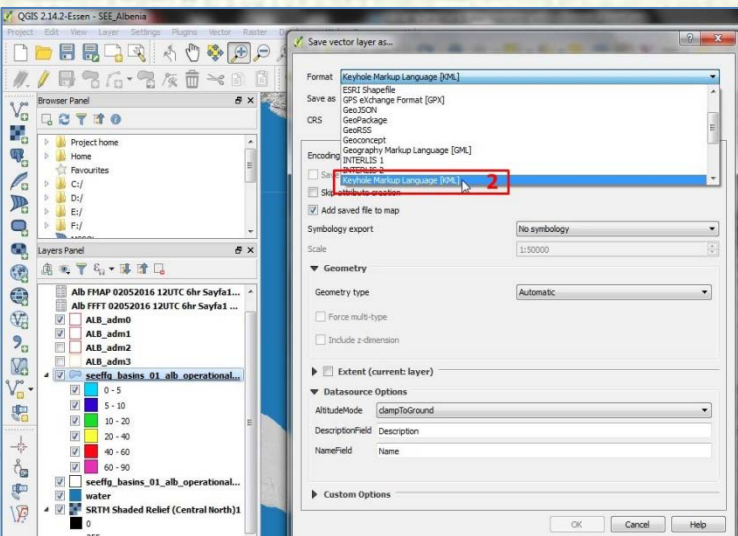 QGIS 2.14.2-Essen - SEE_Albenia
Project Edit View Layer Settings Plugins Vector Raster
Browser Panel
Project home
Home
Favourites
C:/
D:/
E:/
F:/
Layers Panel
Alb FMAP 02052016 12UTC 6hr Sayfa1...
Alb FFFT 02052016 12UTC 6hr Sayfa1 ...
ALB_adm0
ALB_adm1
ALB_adm2
ALB_adm3
seeffg_basins_01_alb_operational...
0 - 5
5 - 10
10 - 20
20 - 40
40 - 60
60 - 90
seeffg_basins_01_alb_operational...
water
SRTM Shaded Relief (Central North)1
0
Save vector layer as...
Format Keyhole Markup Language [KML]
ESRI Shapefile
Save as GPS eXchange Format [GPX]
GeoJSON
CRS GeoPackage
GeoRSS
Geoconcept
Geography Markup Language [GML]
Encoding INTERLIS 1
INTERLIS 2
Keyhole Markup Language [KML] 2
Skip attribute creation
Add saved file to map
Symbology export No symbology
Scale 1:50000
Geometry
Geometry type Automatic
Force multi-type
Include z-dimension
Extent (current: layer)
Datasource Options
AltitudeMode clampToGround
DescriptionField Description
NameField Name
Custom Options
OK Cancel Help